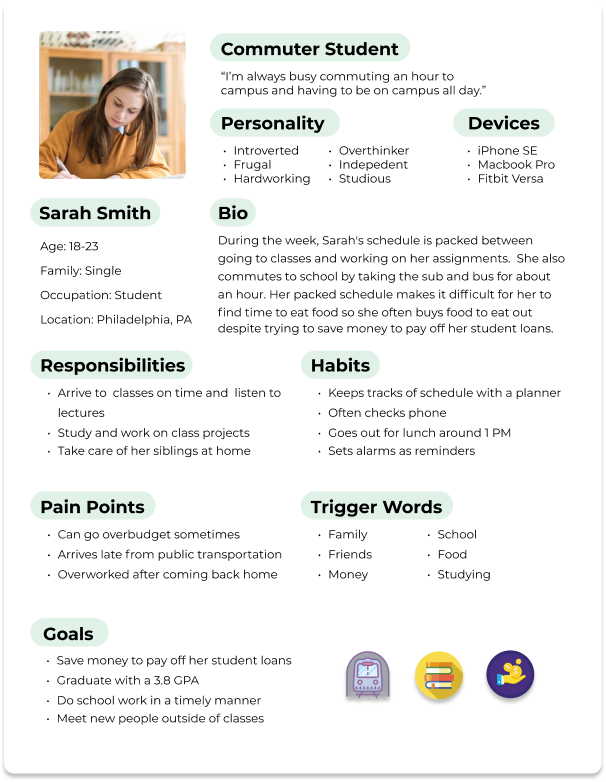 Commuter Student
“I’m always busy commuting an hour to
campus and having to be on campus all day.”
Personality
• Introverted
• Frugal
• Hardworking
• Overthinker
• Indepedent
• Studious
Devices
• iPhone SE
• Macbook Pro
• Fitbit Versa
Sarah Smith
Age: 18-23
Family: Single
Occupation: Student
Location: Philadelphia, PA
Bio
During the week, Sarah's schedule is packed between
going to classes and working on her assignments.  She also
commutes to school by taking the sub and bus for about
an hour. Her packed schedule makes it difficult for her to
find time to eat food so she often buys food to eat out
despite trying to save money to pay off her student loans.
Responsibilities
• Arrive to  classes on time and  listen to
lectures
• Study and work on class projects
• Take care of her siblings at home
Habits
• Keeps tracks of schedule with a planner
• Often checks phone
• Goes out for lunch around 1 PM
• Sets alarms as reminders
Pain Points
• Can go overbudget sometimes
• Arrives late from public transportation
• Overworked after coming back home
Trigger Words
• Family
• Friends
• Money
• School
• Food
• Studying
Goals
• Save money to pay off her student loans
• Graduate with a 3.8 GPA
• Do school work in a timely manner
• Meet new people outside of classes